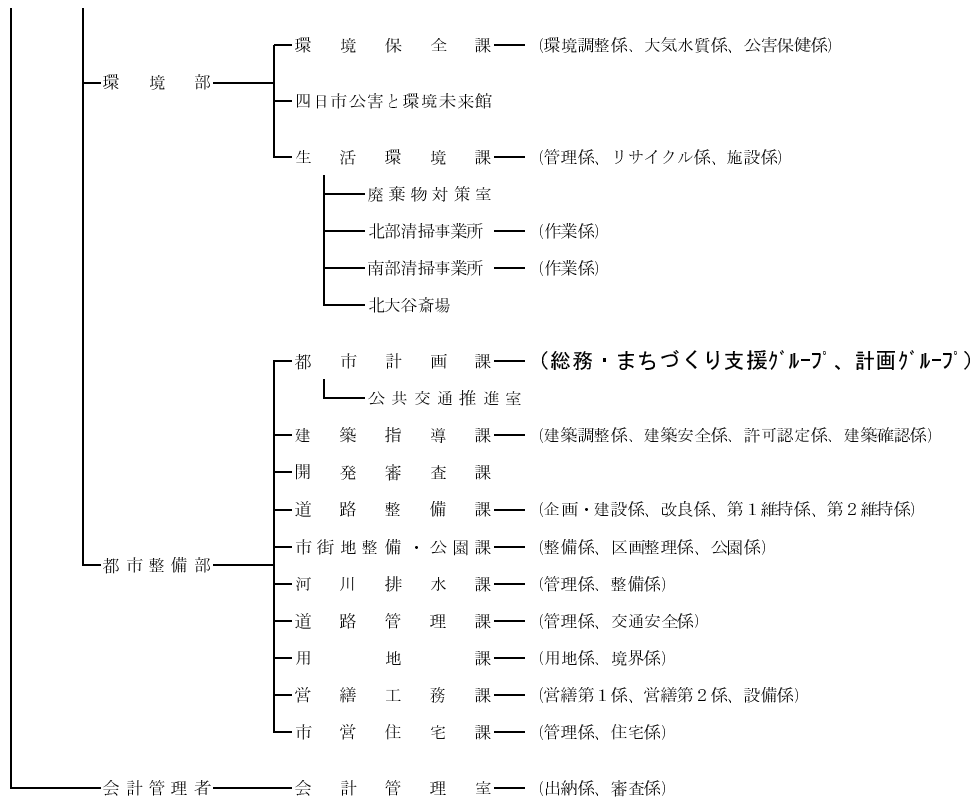 環境保全課 (環境調整係、大気水質係、公害保健係)
環境部
四日市公害と環境未来館
生活環境課 (管理係、リサイクル係、施設係)
廃棄物対策室
北部清掃事業所 (作業係)
南部清掃事業所 (作業係)
北大谷斎場
都市計画課 (総務・まちづくり支援ｸﾞﾙｰﾌﾟ、計画ｸﾞﾙｰﾌﾟ)
公共交通推進室
建築指導課 (建築調整係、建築安全係、許可認定係、建築確認係)
開発審査課
道路整備課 (企画・建設係、改良係、第１維持係、第２維持係)
市街地整備・公園課 (整備係、区画整理係、公園係)
都市整備部
河川排水課 (管理係、整備係)
道路管理課 (管理係、交通安全係)
用地課 (用地係、境界係)
営繕工務課 (営繕第１係、営繕第２係、設備係)
市営住宅課 (管理係、住宅係)
会計管理者 会計管理室 (出納係、審査係)